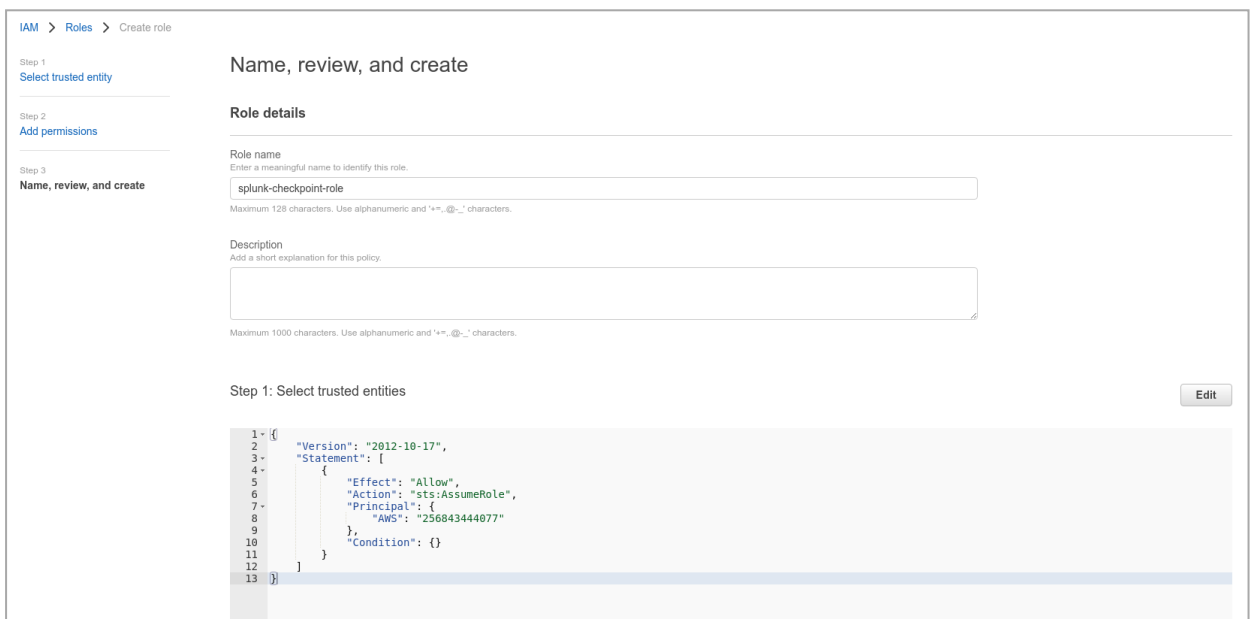 IAM > Roles > Create role
Step 1
Select trusted entity
Step 2
Add permissions
Step 3
Name, review, and create
Name, review, and create
Role details
Role name
Enter a meaningful name to identify this role.
splunk-checkpoint-role
Maximum 128 characters. Use alphanumeric and '+=,.@-_' characters.
Description
Add a short explanation for this policy.
Maximum 1000 characters. Use alphanumeric and '+=,.@-_' characters.
Step 1: Select trusted entities
Edit
1 {
2     "Version": "2012-10-17",
3     "Statement": [
4         {
5             "Effect": "Allow",
6             "Action": "sts:AssumeRole",
7             "Principal": {
8                 "AWS": "256843444077"
9             },
10             "Condition": {}
11         }
12     ]
13 }